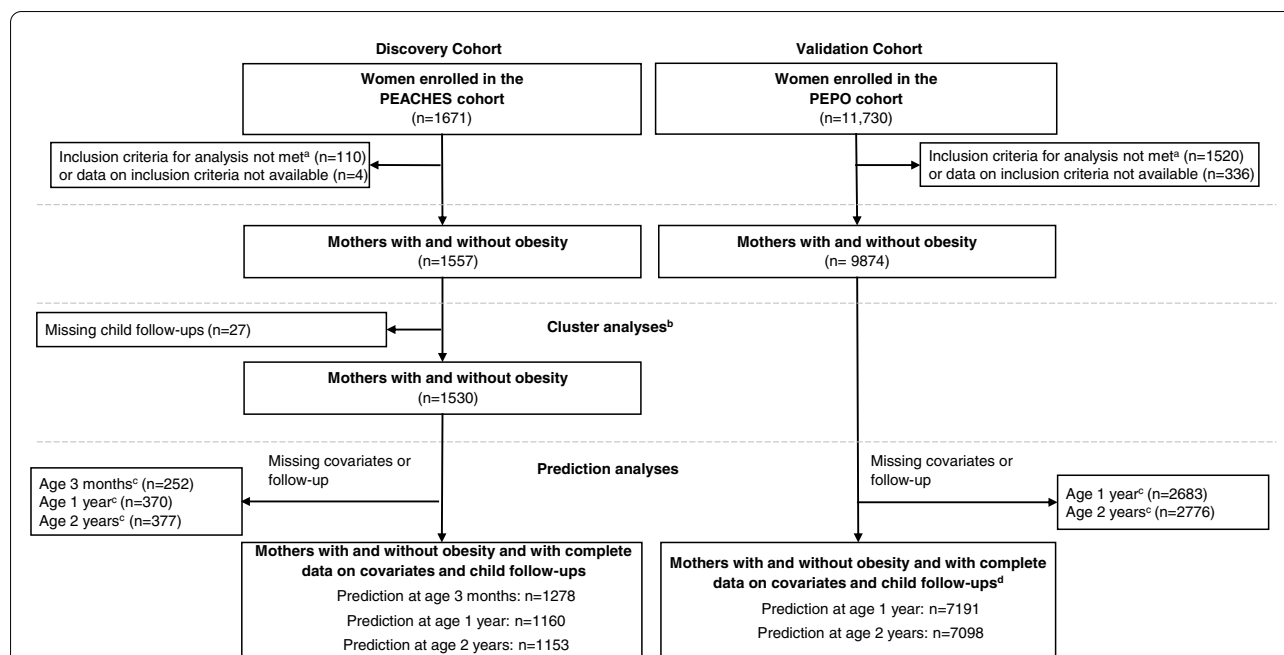 Discovery Cohort
Validation Cohort
Women enrolled in the
PEACHES cohort
(n=1671)
Women enrolled in the
PEPO cohort
(n=11,730)
Inclusion criteria for analysis not metᵃ (n=110)
or data on inclusion criteria not available (n=4)
Inclusion criteria for analysis not metᵃ (n=1520)
or data on inclusion criteria not available (n=336)
Mothers with and without obesity
(n=1557)
Mothers with and without obesity
(n= 9874)
Missing child follow-ups (n=27)
Cluster analysesᵇ
Mothers with and without obesity
(n=1530)
Missing covariates or
follow-up
Prediction analyses
Missing covariates or
follow-up
Age 3 monthsᶜ (n=252)
Age 1 yearᶜ (n=370)
Age 2 yearsᶜ (n=377)
Age 1 yearᶜ (n=2683)
Age 2 yearsᶜ (n=2776)
Mothers with and without obesity and with complete
data on covariates and child follow-ups
Prediction at age 3 months: n=1278
Prediction at age 1 year: n=1160
Prediction at age 2 years: n=1153
Mothers with and without obesity and with complete
data on covariates and child follow-upsᵈ
Prediction at age 1 year: n=7191
Prediction at age 2 years: n=7098